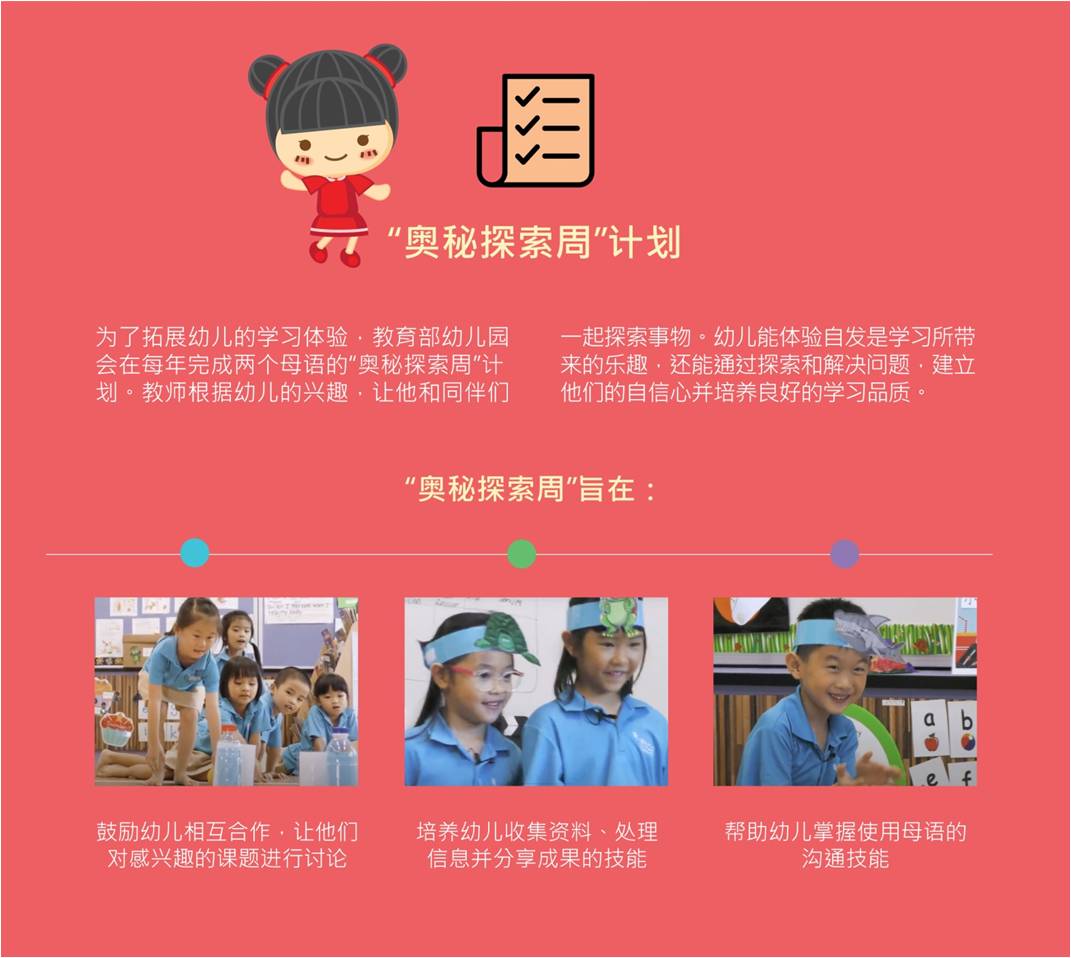 “奥秘探索周”计划
为了拓展幼儿的学习体验，教育部幼儿园
会在每年完成两个母语的“奥秘探索周”计
划。教师根据幼儿的兴趣，让他和同伴们
一起探索事物。幼儿能体验自发是学习所带
来的乐趣，还能通过探索和解决问题，建立
他们的自信心并培养良好的学习品质。
“奥秘探索周”旨在：
a b
e f
鼓励幼儿相互合作，让他们
对感兴趣的课题进行讨论
培养幼儿收集资料、处理
信息并分享成果的技能
帮助幼儿掌握使用母语的
沟通技能